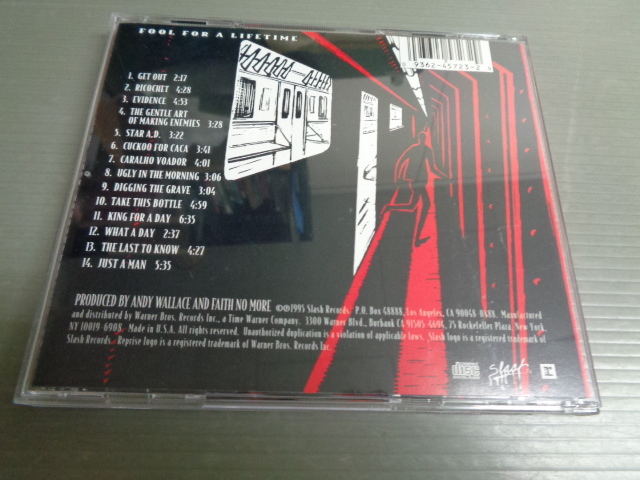 FOOL FOR A LIFETIME
9362-45723-2
1. GET OUT 2:17
2. RICOCHET 4:28
3. EVIDENCE 4:53
4. THE GENTLE ART
OF MAKING ENEMIES 3:28
5. STAR A.D. 3:22
6. CUCKOO FOR CACA 3:41
7. CARALHO VOADOR 4:01
8. UGLY IN THE MORNING 3:06
9. DIGGING THE GRAVE 3:04
10. TAKE THIS BOTTLE 4:59
11. KING FOR A DAY 6:35
12. WHAT A DAY 2:37
13. THE LAST TO KNOW 4:27
14. JUST A MAN 5:35
PRODUCED BY ANDY WALLACE AND FAITH NO MORE ©℗1995 Slash Records. P.O. Box 48888, Los Angeles, CA 90048-0888. Manufactured
and distributed by Warner Bros. Records Inc., a Time Warner Company. 3300 Warner Blvd., Burbank CA 91505-4694. 75 Rockefeller Plaza, New York,
NY 10019-6908. Made in U.S.A. All rights reserved. Unauthorized duplication is a violation of applicable laws. Slash logo is a registered trademark of
Slash Records. Reprise logo is a registered trademark of Warner Bros. Records Inc.
disc Slash r